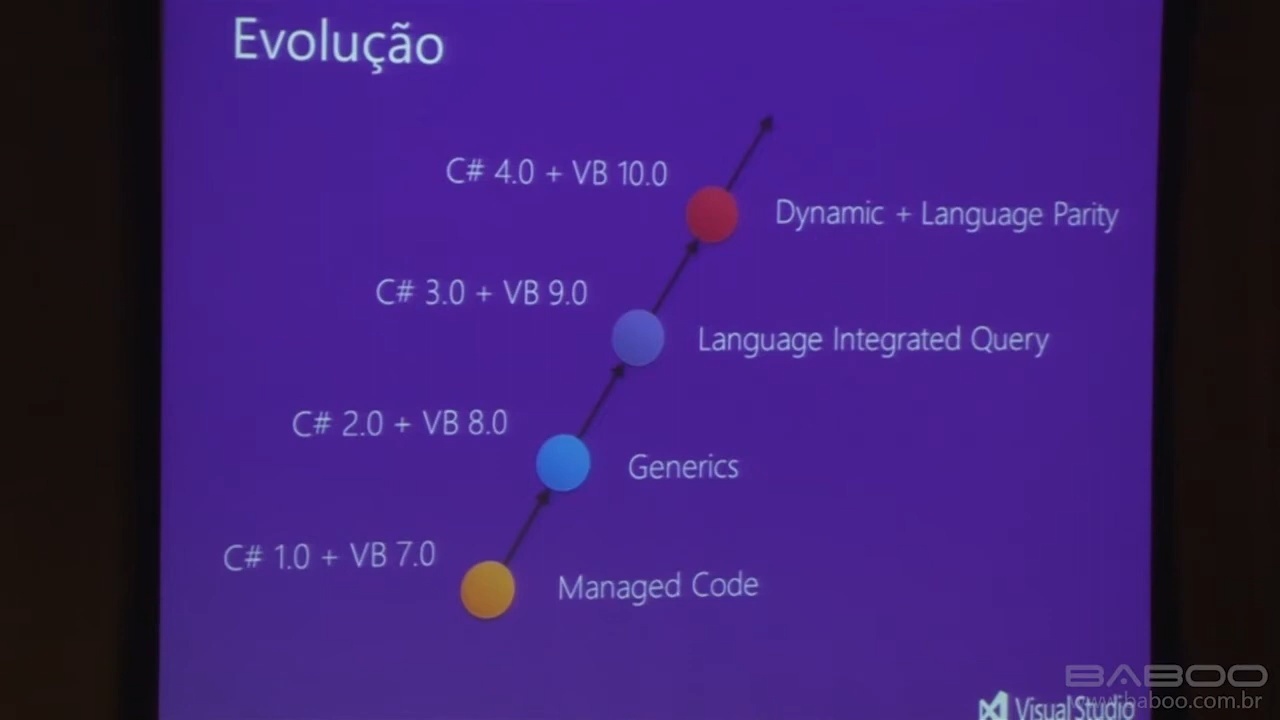 Evolução
C# 4.0 + VB 10.0
Dynamic + Language Parity
C# 3.0 + VB 9.0
Language Integrated Query
C# 2.0 + VB 8.0
Generics
C# 1.0 + VB 7.0
Managed Code
BABOO
www.baboo.com.br
Visual Studio